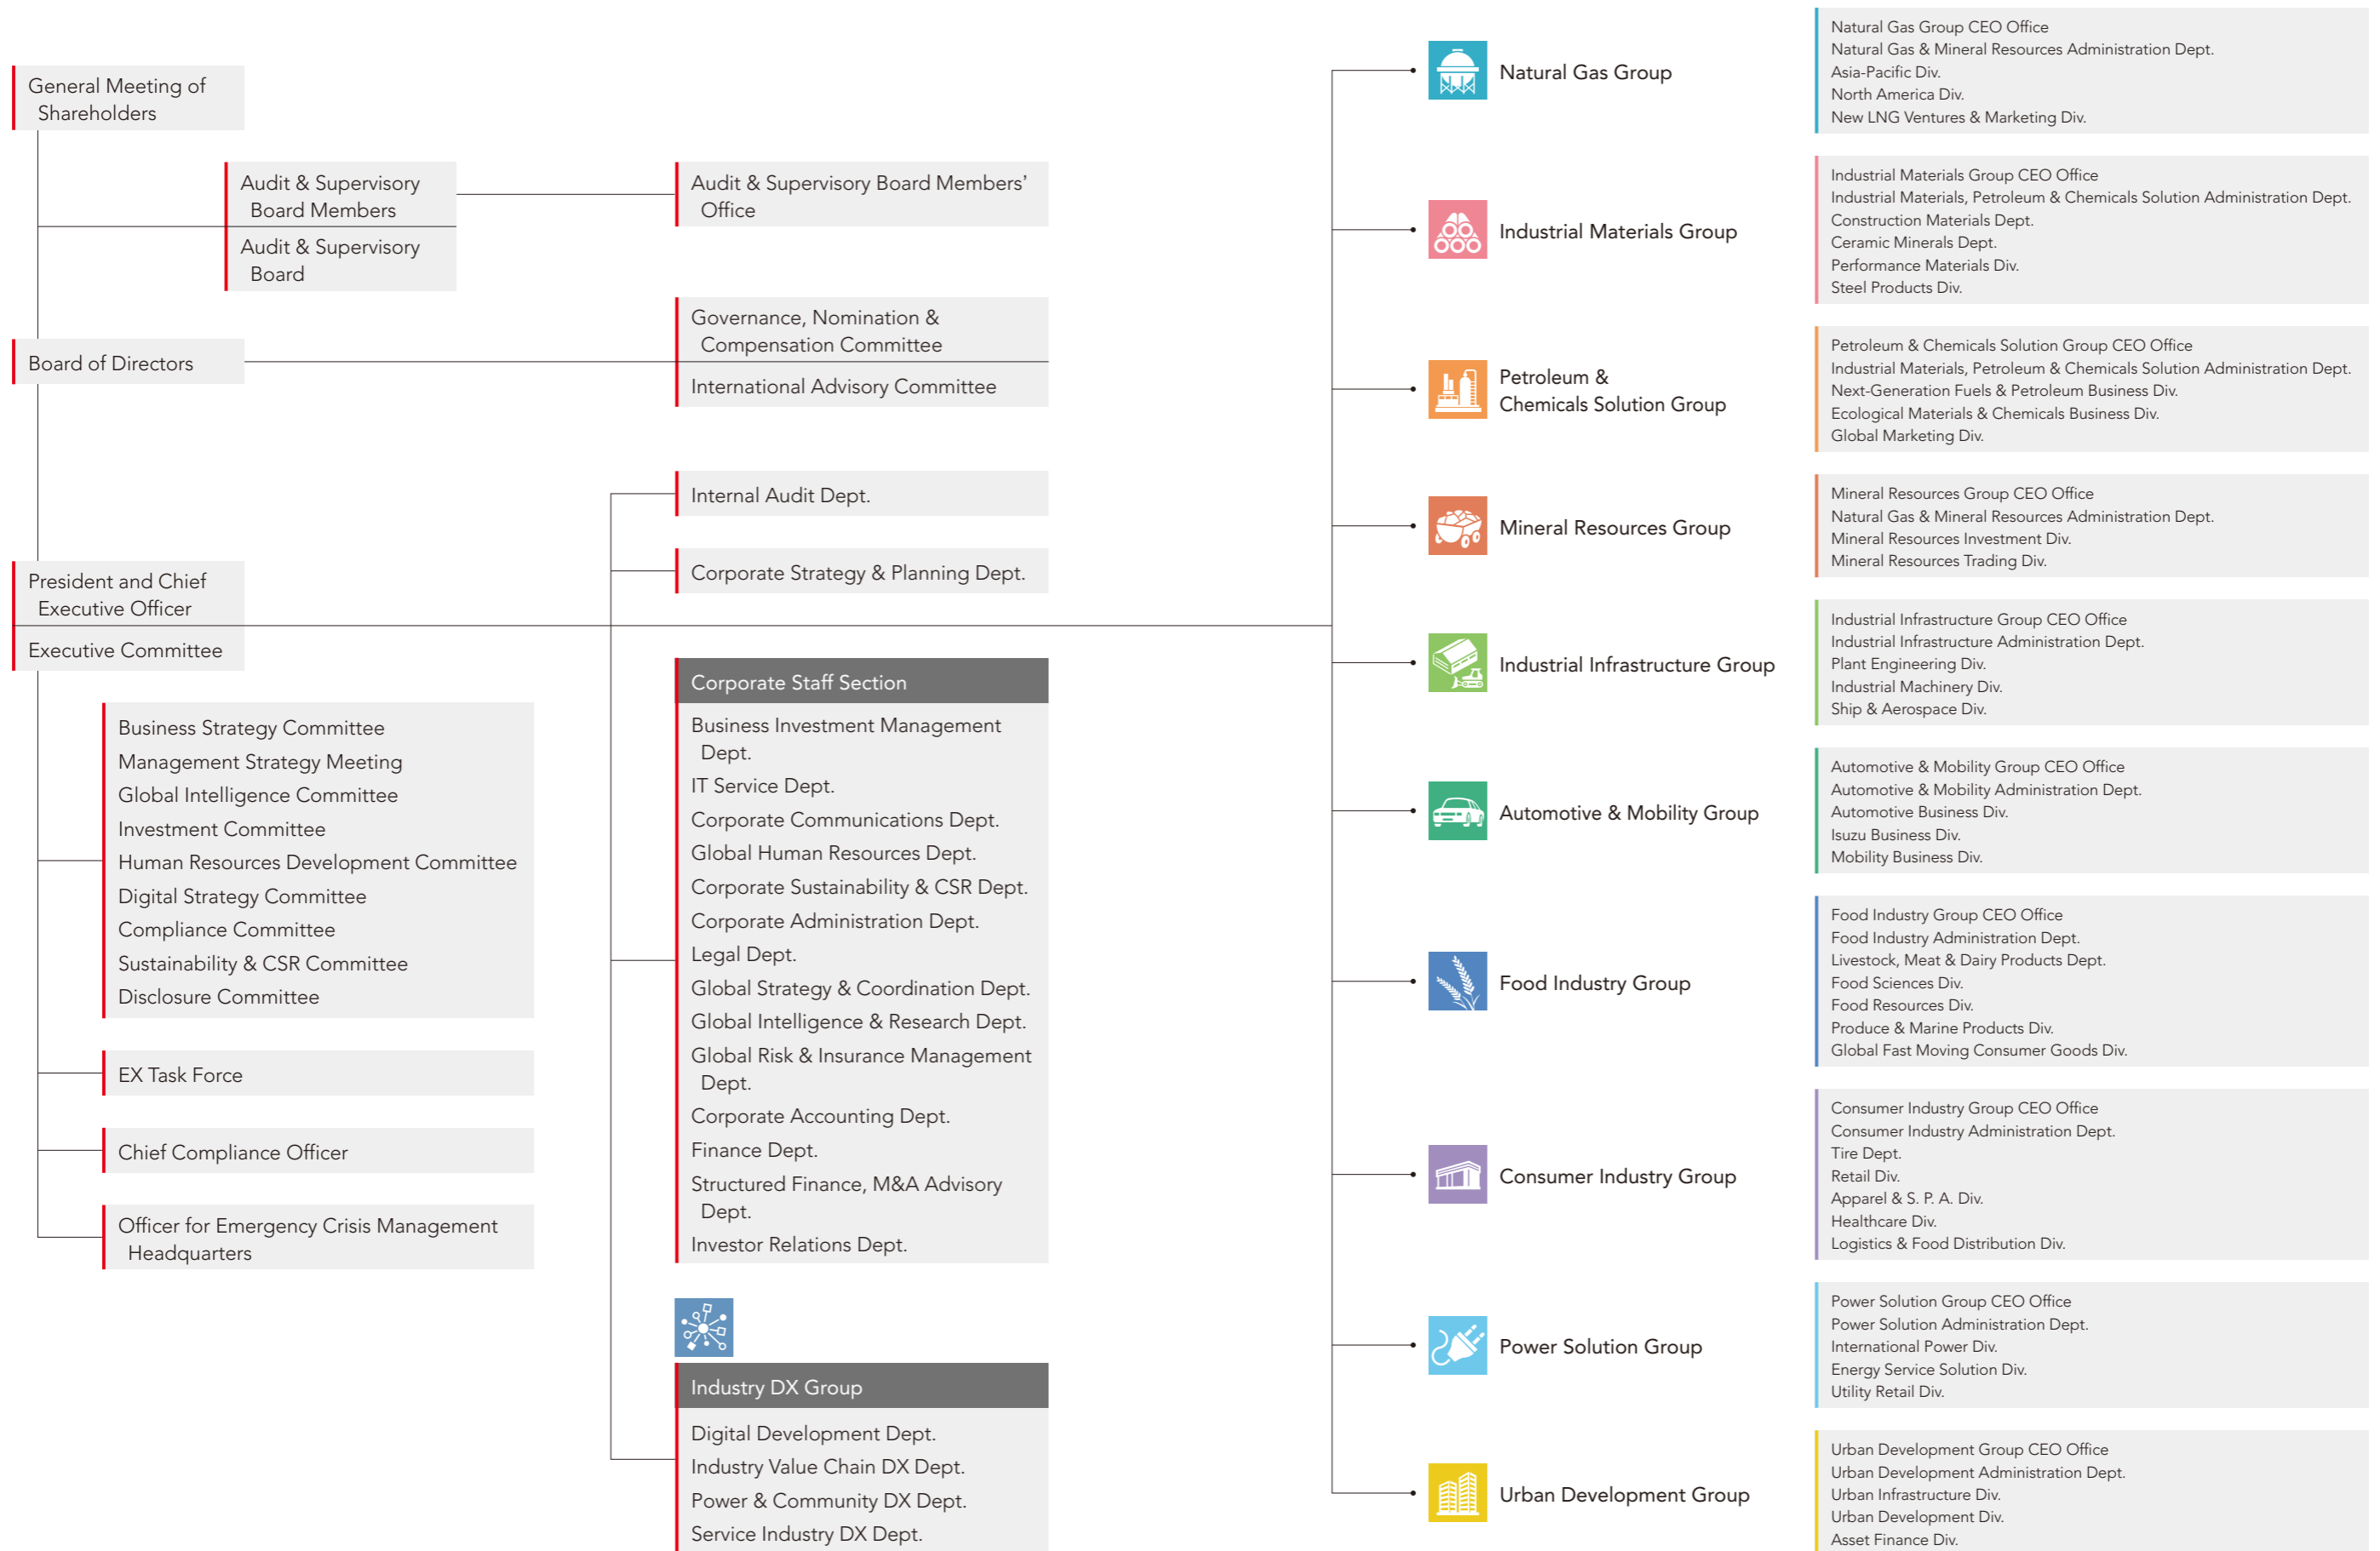 General Meeting of
Shareholders
Audit & Supervisory
Board Members
Audit & Supervisory
Board
Audit & Supervisory Board Members’
Office
Board of Directors
Governance, Nomination &
Compensation Committee
International Advisory Committee
Internal Audit Dept.
Corporate Strategy & Planning Dept.
President and Chief
Executive Officer
Executive Committee
Business Strategy Committee
Management Strategy Meeting
Global Intelligence Committee
Investment Committee
Human Resources Development Committee
Digital Strategy Committee
Compliance Committee
Sustainability & CSR Committee
Disclosure Committee
EX Task Force
Chief Compliance Officer
Officer for Emergency Crisis Management
Headquarters
Corporate Staff Section
Business Investment Management
Dept.
IT Service Dept.
Corporate Communications Dept.
Global Human Resources Dept.
Corporate Sustainability & CSR Dept.
Corporate Administration Dept.
Legal Dept.
Global Strategy & Coordination Dept.
Global Intelligence & Research Dept.
Global Risk & Insurance Management
Dept.
Corporate Accounting Dept.
Finance Dept.
Structured Finance, M&A Advisory
Dept.
Investor Relations Dept.
Industry DX Group
Digital Development Dept.
Industry Value Chain DX Dept.
Power & Community DX Dept.
Service Industry DX Dept.
Natural Gas Group
Natural Gas Group CEO Office
Natural Gas & Mineral Resources Administration Dept.
Asia-Pacific Div.
North America Div.
New LNG Ventures & Marketing Div.
Industrial Materials Group
Industrial Materials Group CEO Office
Industrial Materials, Petroleum & Chemicals Solution Administration Dept.
Construction Materials Dept.
Ceramic Minerals Dept.
Performance Materials Div.
Steel Products Div.
Petroleum &
Chemicals Solution Group
Petroleum & Chemicals Solution Group CEO Office
Industrial Materials, Petroleum & Chemicals Solution Administration Dept.
Next-Generation Fuels & Petroleum Business Div.
Ecological Materials & Chemicals Business Div.
Global Marketing Div.
Mineral Resources Group
Mineral Resources Group CEO Office
Natural Gas & Mineral Resources Administration Dept.
Mineral Resources Investment Div.
Mineral Resources Trading Div.
Industrial Infrastructure Group
Industrial Infrastructure Group CEO Office
Industrial Infrastructure Administration Dept.
Plant Engineering Div.
Industrial Machinery Div.
Ship & Aerospace Div.
Automotive & Mobility Group
Automotive & Mobility Group CEO Office
Automotive & Mobility Administration Dept.
Automotive Business Div.
Isuzu Business Div.
Mobility Business Div.
Food Industry Group
Food Industry Group CEO Office
Food Industry Administration Dept.
Livestock, Meat & Dairy Products Dept.
Food Sciences Div.
Food Resources Div.
Produce & Marine Products Div.
Global Fast Moving Consumer Goods Div.
Consumer Industry Group
Consumer Industry Group CEO Office
Consumer Industry Administration Dept.
Tire Dept.
Retail Div.
Apparel & S. P. A. Div.
Healthcare Div.
Logistics & Food Distribution Div.
Power Solution Group
Power Solution Group CEO Office
Power Solution Administration Dept.
International Power Div.
Energy Service Solution Div.
Utility Retail Div.
Urban Development Group
Urban Development Group CEO Office
Urban Development Administration Dept.
Urban Infrastructure Div.
Urban Development Div.
Asset Finance Div.